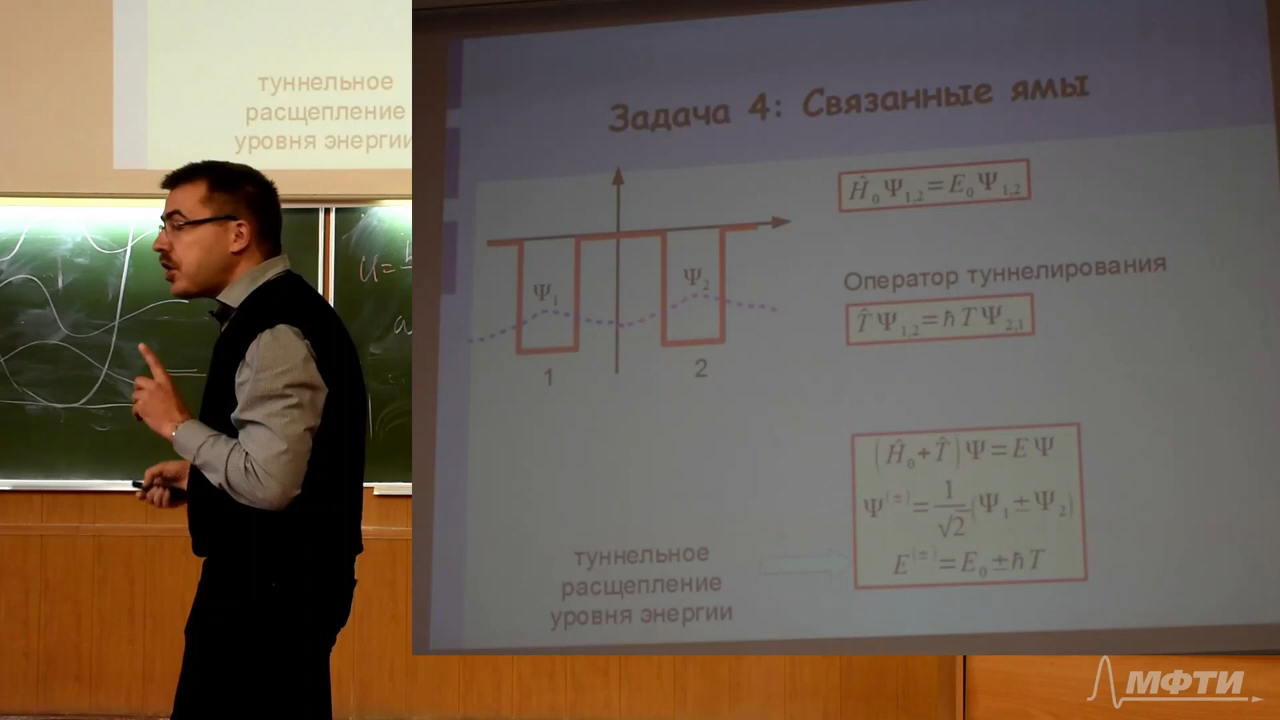 туннельное
расщепление
уровня энергии
U=
a
Задача 4: Связанные ямы
Ĥ₀Ψ₁,₂=E₀Ψ₁,₂
Ψ₁
Ψ₂
1
2
Оператор туннелирования
T̂Ψ₁,₂=ħTΨ₂,₁
(Ĥ₀+T̂)Ψ=EΨ
Ψ⁽±⁾=1/√2(Ψ₁±Ψ₂)
E⁽±⁾=E₀±ħT
туннельное
расщепление
уровня энергии
МФТИ